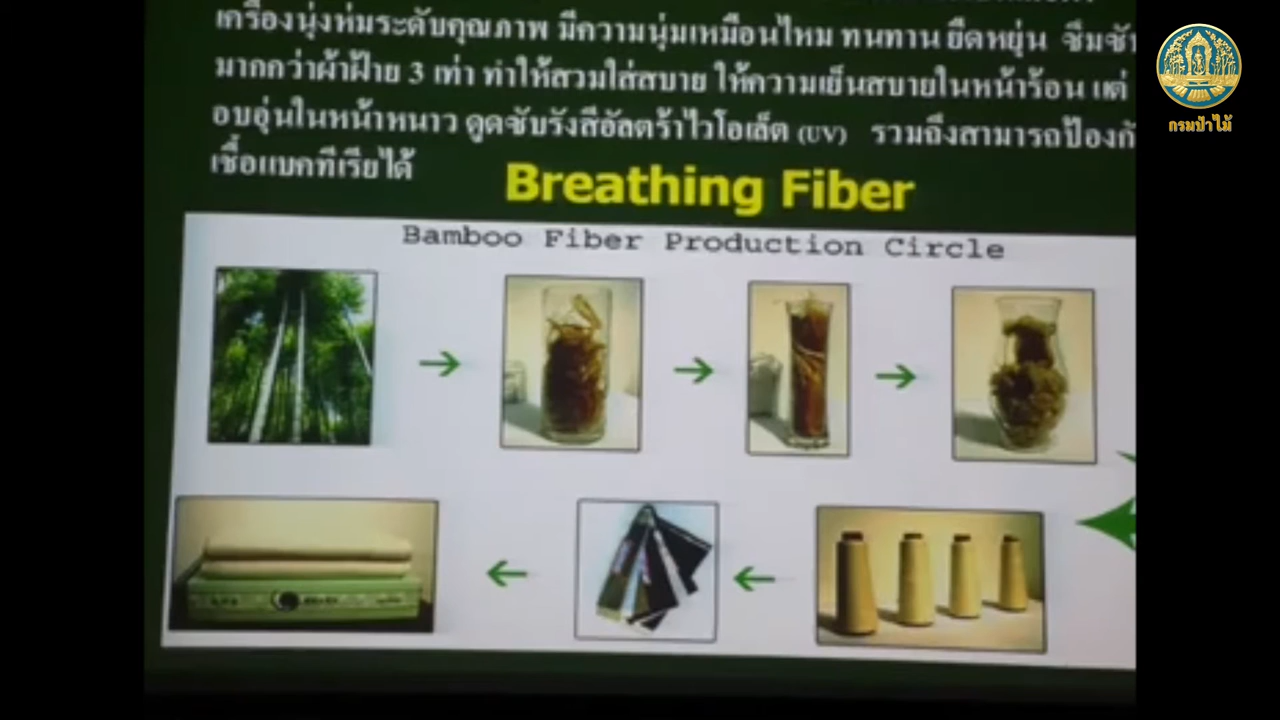 เครื่องนุ่งห่มระดับคุณภาพ มีความนุ่มเหมือนไหม ทนทาน ยืดหยุ่น ซึมซับ
มากกว่าผ้าฝ้าย 3 เท่า ทำให้สวมใส่สบาย ให้ความเย็นสบายในหน้าร้อน แต่
อบอุ่นในหน้าหนาว ดูดซับรังสีอัลตร้าไวโอเล็ต (UV) รวมถึงสามารถป้องกั
เชื้อแบคทีเรียได้
Breathing Fiber
Bamboo Fiber Production Circle
กรมป่าไม้